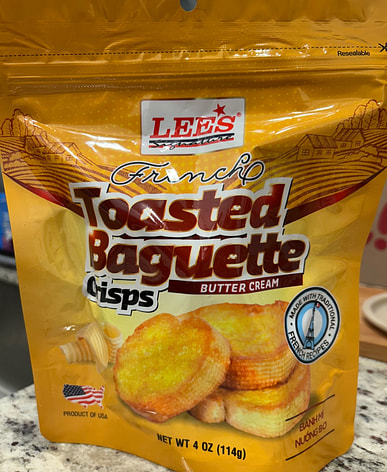 Resealable
LEE'S®
Signature
French
Toasted
Baguette
Crisps
BUTTER CREAM
MADE WITH TRADITIONAL
FRENCH RECIPES
PRODUCT OF USA
NET WT 4 OZ (114g)
BÁNH MÌ
NƯỚNG BƠ